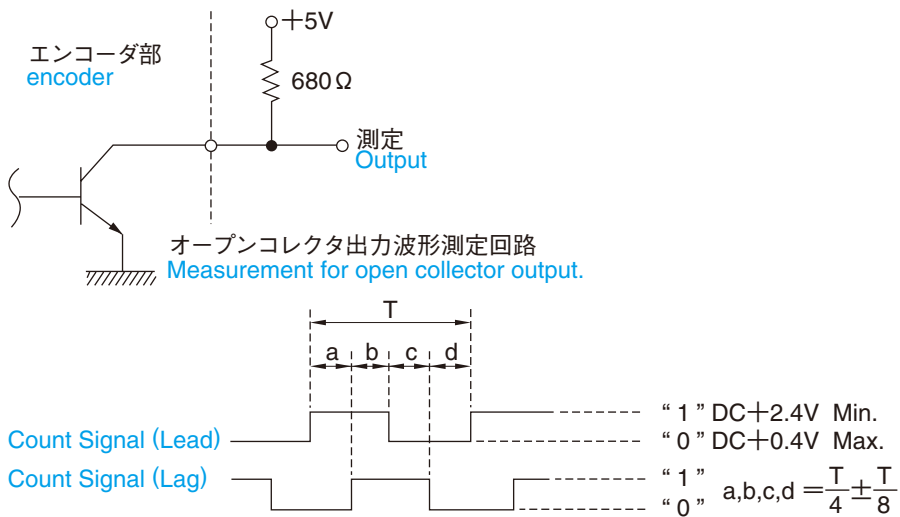 +5V
エンコーダ部
encoder
680Ω
測定
Output
オープンコレクタ出力波形測定回路
Measurement for open collector output.
T
a b c d
Count Signal (Lead)
“ 1 ” DC+2.4V Min.
“ 0 ” DC+0.4V Max.
Count Signal (Lag)
“ 1 ”
“ 0 ”
a,b,c,d = T/4 ± T/8